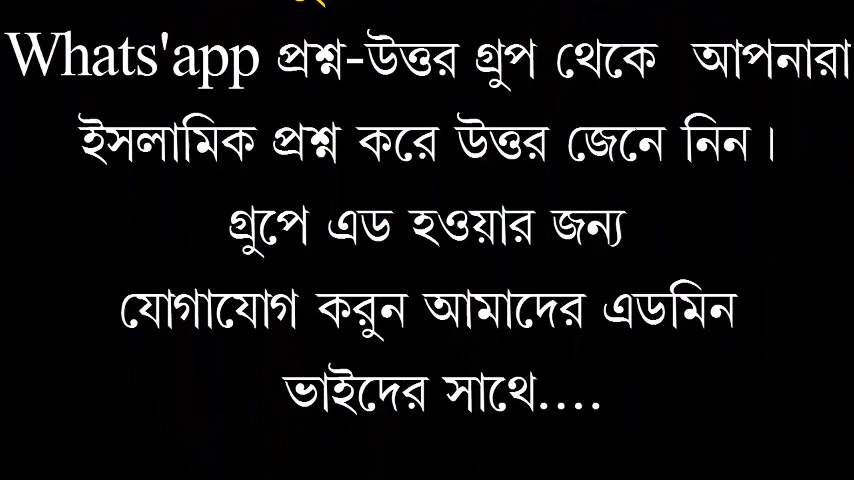 Whats'app প্রশ্ন-উত্তর গ্রুপ থেকে আপনারা
ইসলামিক প্রশ্ন করে উত্তর জেনে নিন।
গ্রুপে এড হওয়ার জন্য
যোগাযোগ করুন আমাদের এডমিন
ভাইদের সাথে....